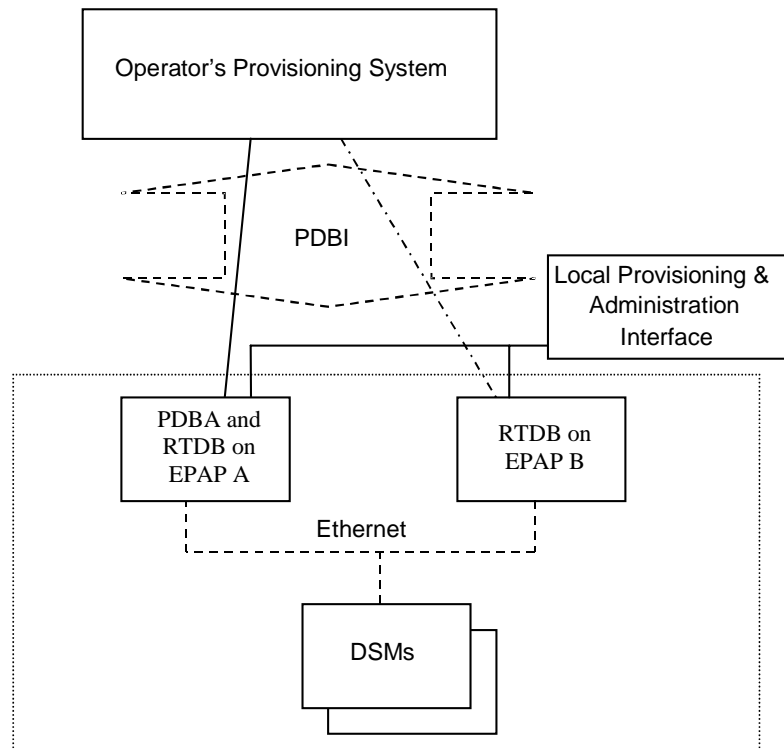 Operator’s Provisioning System
PDBI
Local Provisioning &
Administration
Interface
PDBA and
RTDB on
EPAP A
RTDB on
EPAP B
Ethernet
DSMs